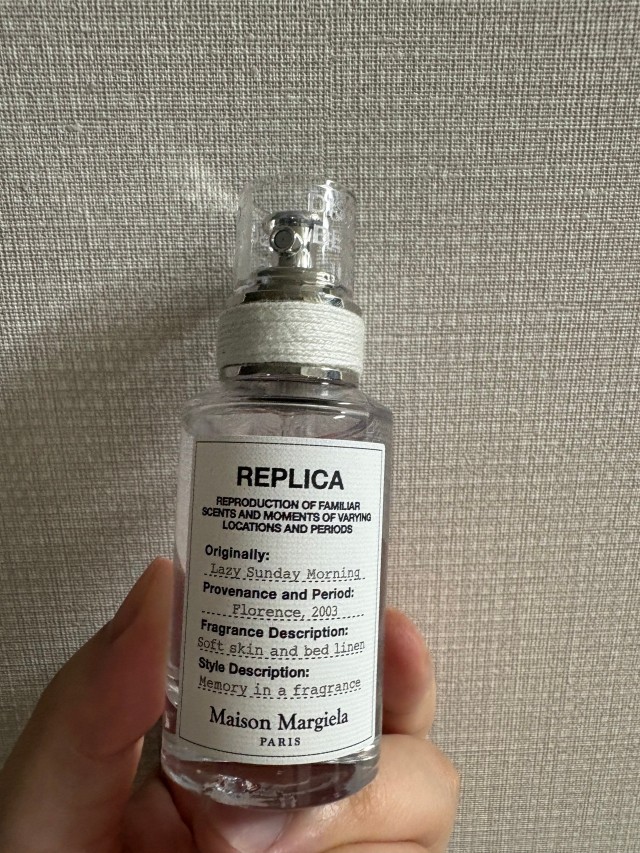 REPLICA
REPRODUCTION OF FAMILIAR
SCENTS AND MOMENTS OF VARYING
LOCATIONS AND PERIODS
Originally:
Lazy Sunday Morning
Provenance and Period:
Florence, 2003
Fragrance Description:
Soft skin and bed linen
Style Description:
Memory in a fragrance
Maison Margiela
PARIS